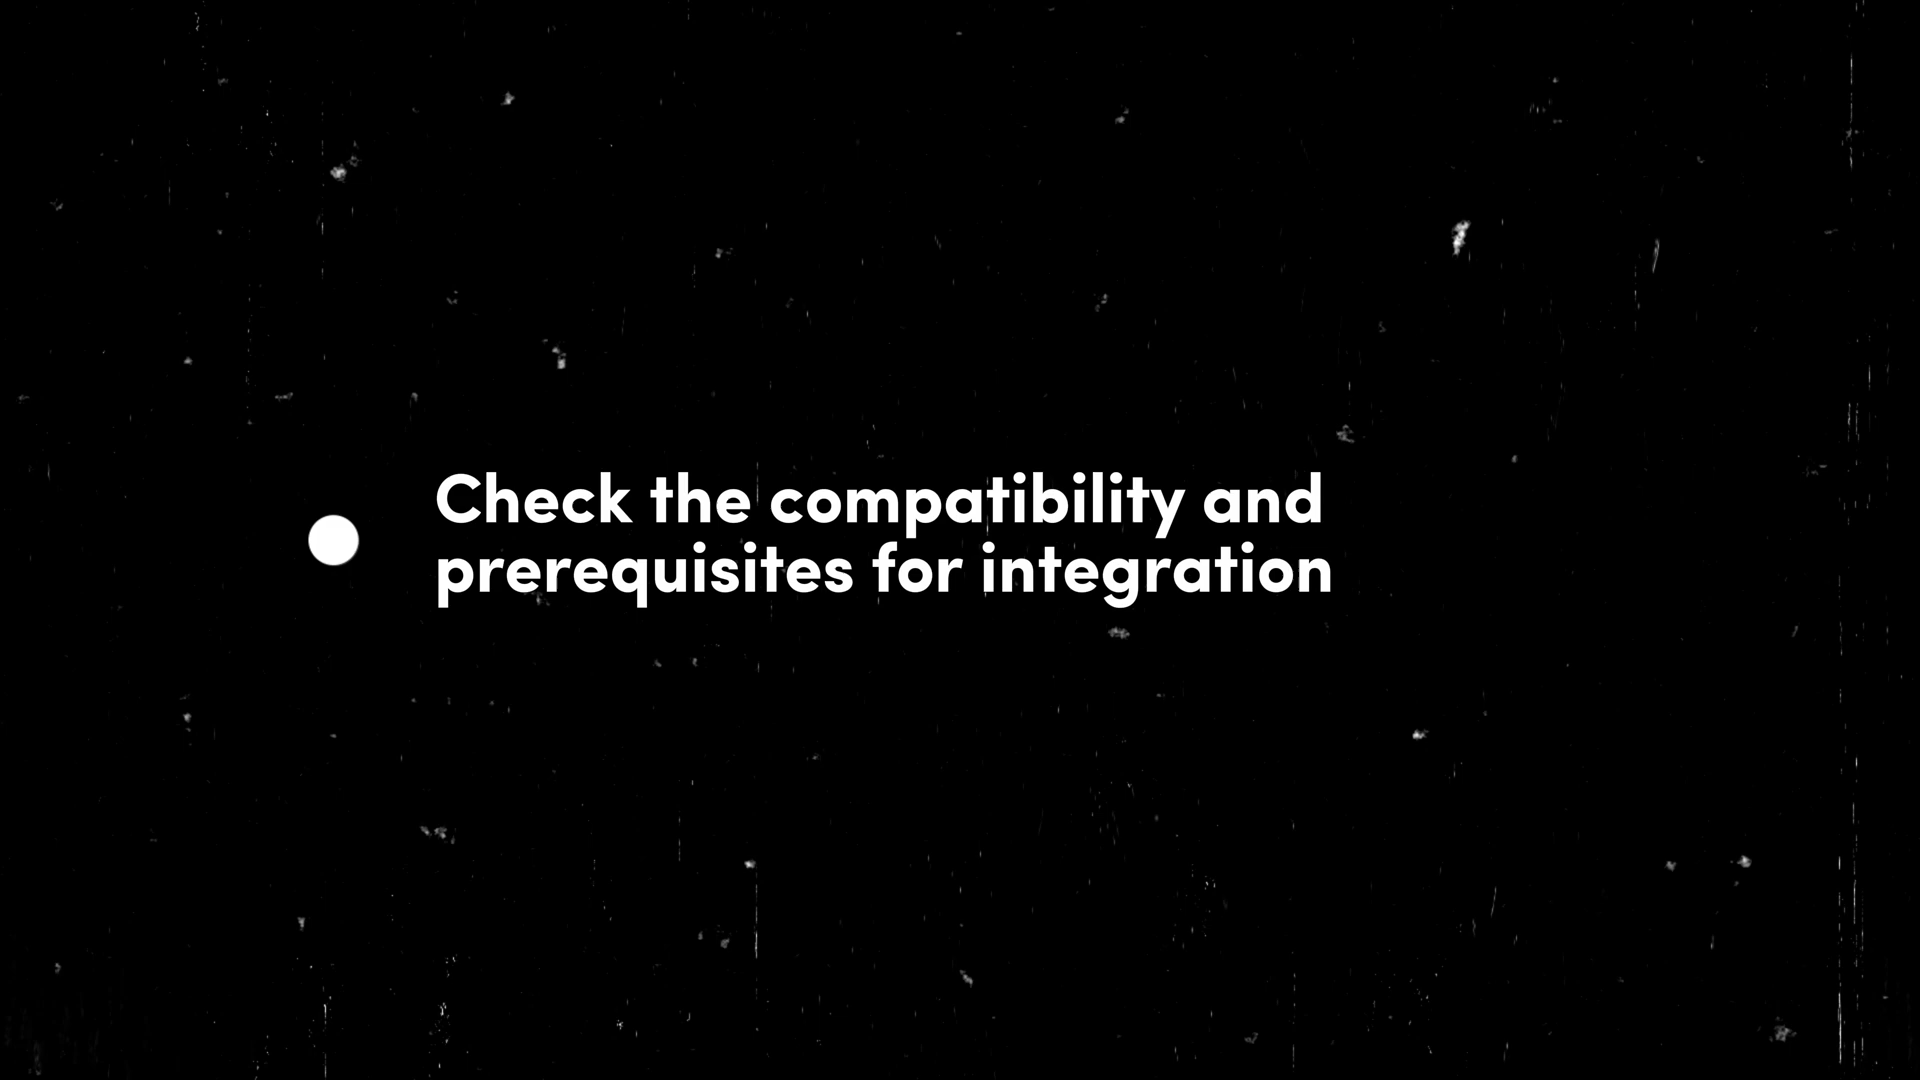 Check the compatibility and
prerequisites for integration